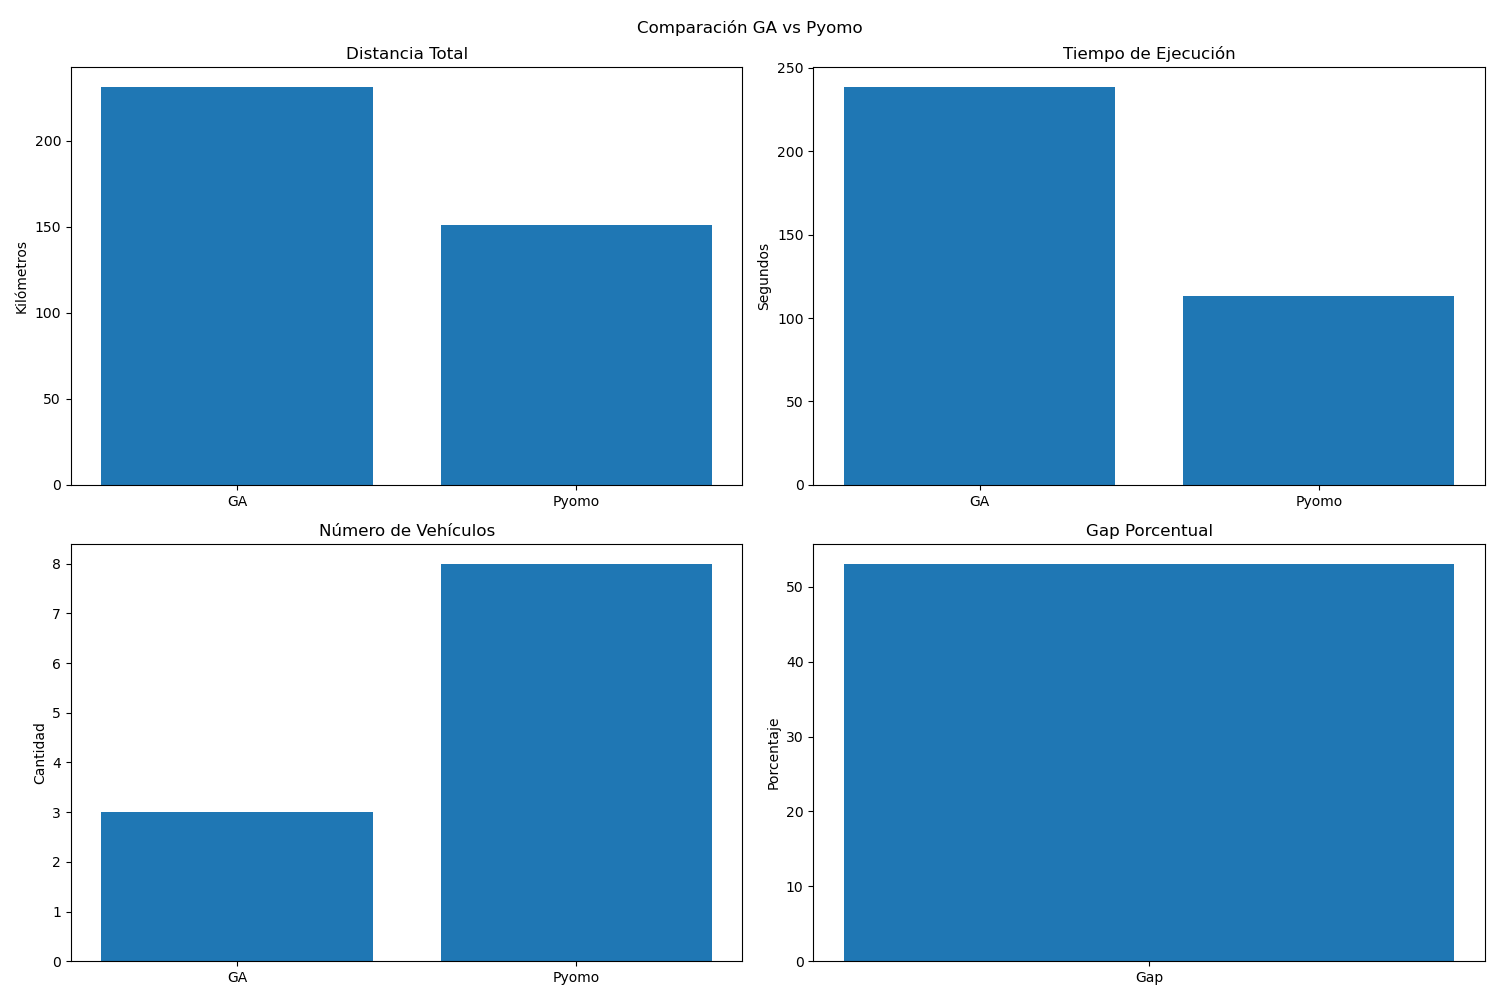 Comparación GA vs Pyomo
Distancia Total
Kilómetros
200
150
100
50
0
GA
Pyomo
Tiempo de Ejecución
Segundos
250
200
150
100
50
0
GA
Pyomo
Número de Vehículos
Cantidad
8
7
6
5
4
3
2
1
0
GA
Pyomo
Gap Porcentual
Porcentaje
50
40
30
20
10
0
Gap